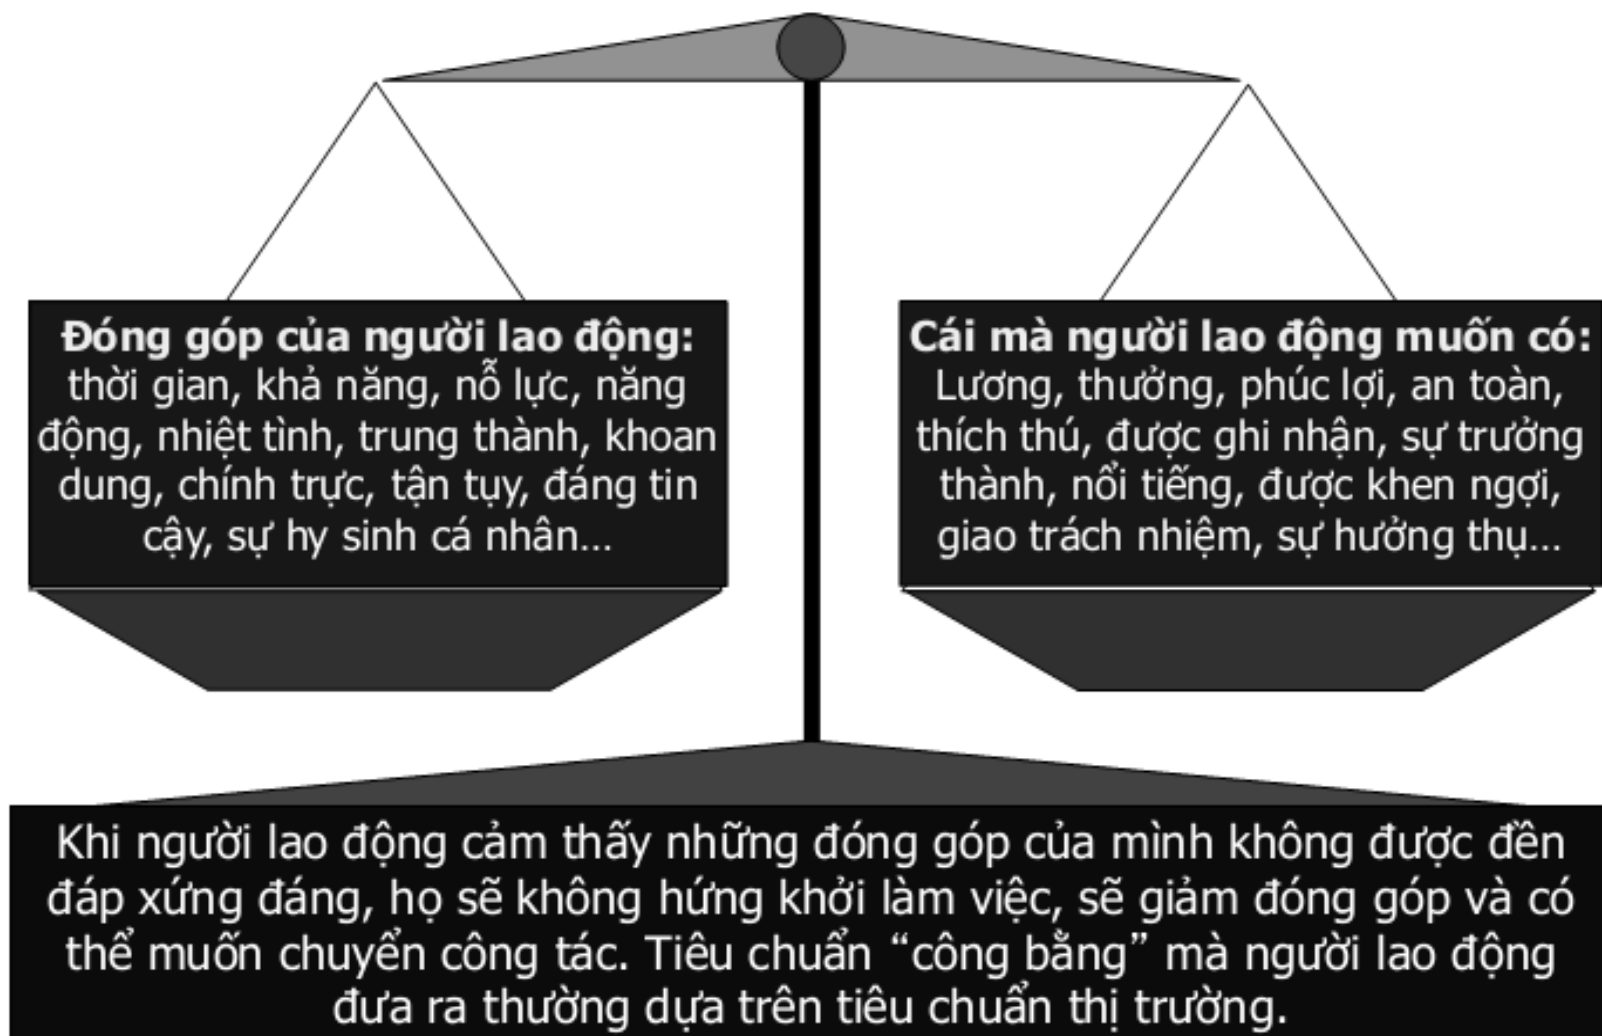 Đóng góp của người lao động:
thời gian, khả năng, nỗ lực, năng
động, nhiệt tình, trung thành, khoan
dung, chính trực, tận tụy, đáng tin
cậy, sự hy sinh cá nhân...
Cái mà người lao động muốn có:
Lương, thưởng, phúc lợi, an toàn,
thích thú, được ghi nhận, sự trưởng
thành, nổi tiếng, được khen ngợi,
giao trách nhiệm, sự hưởng thụ...
Khi người lao động cảm thấy những đóng góp của mình không được đền
đáp xứng đáng, họ sẽ không hứng khởi làm việc, sẽ giảm đóng góp và có
thể muốn chuyển công tác. Tiêu chuẩn “công bằng” mà người lao động
đưa ra thường dựa trên tiêu chuẩn thị trường.